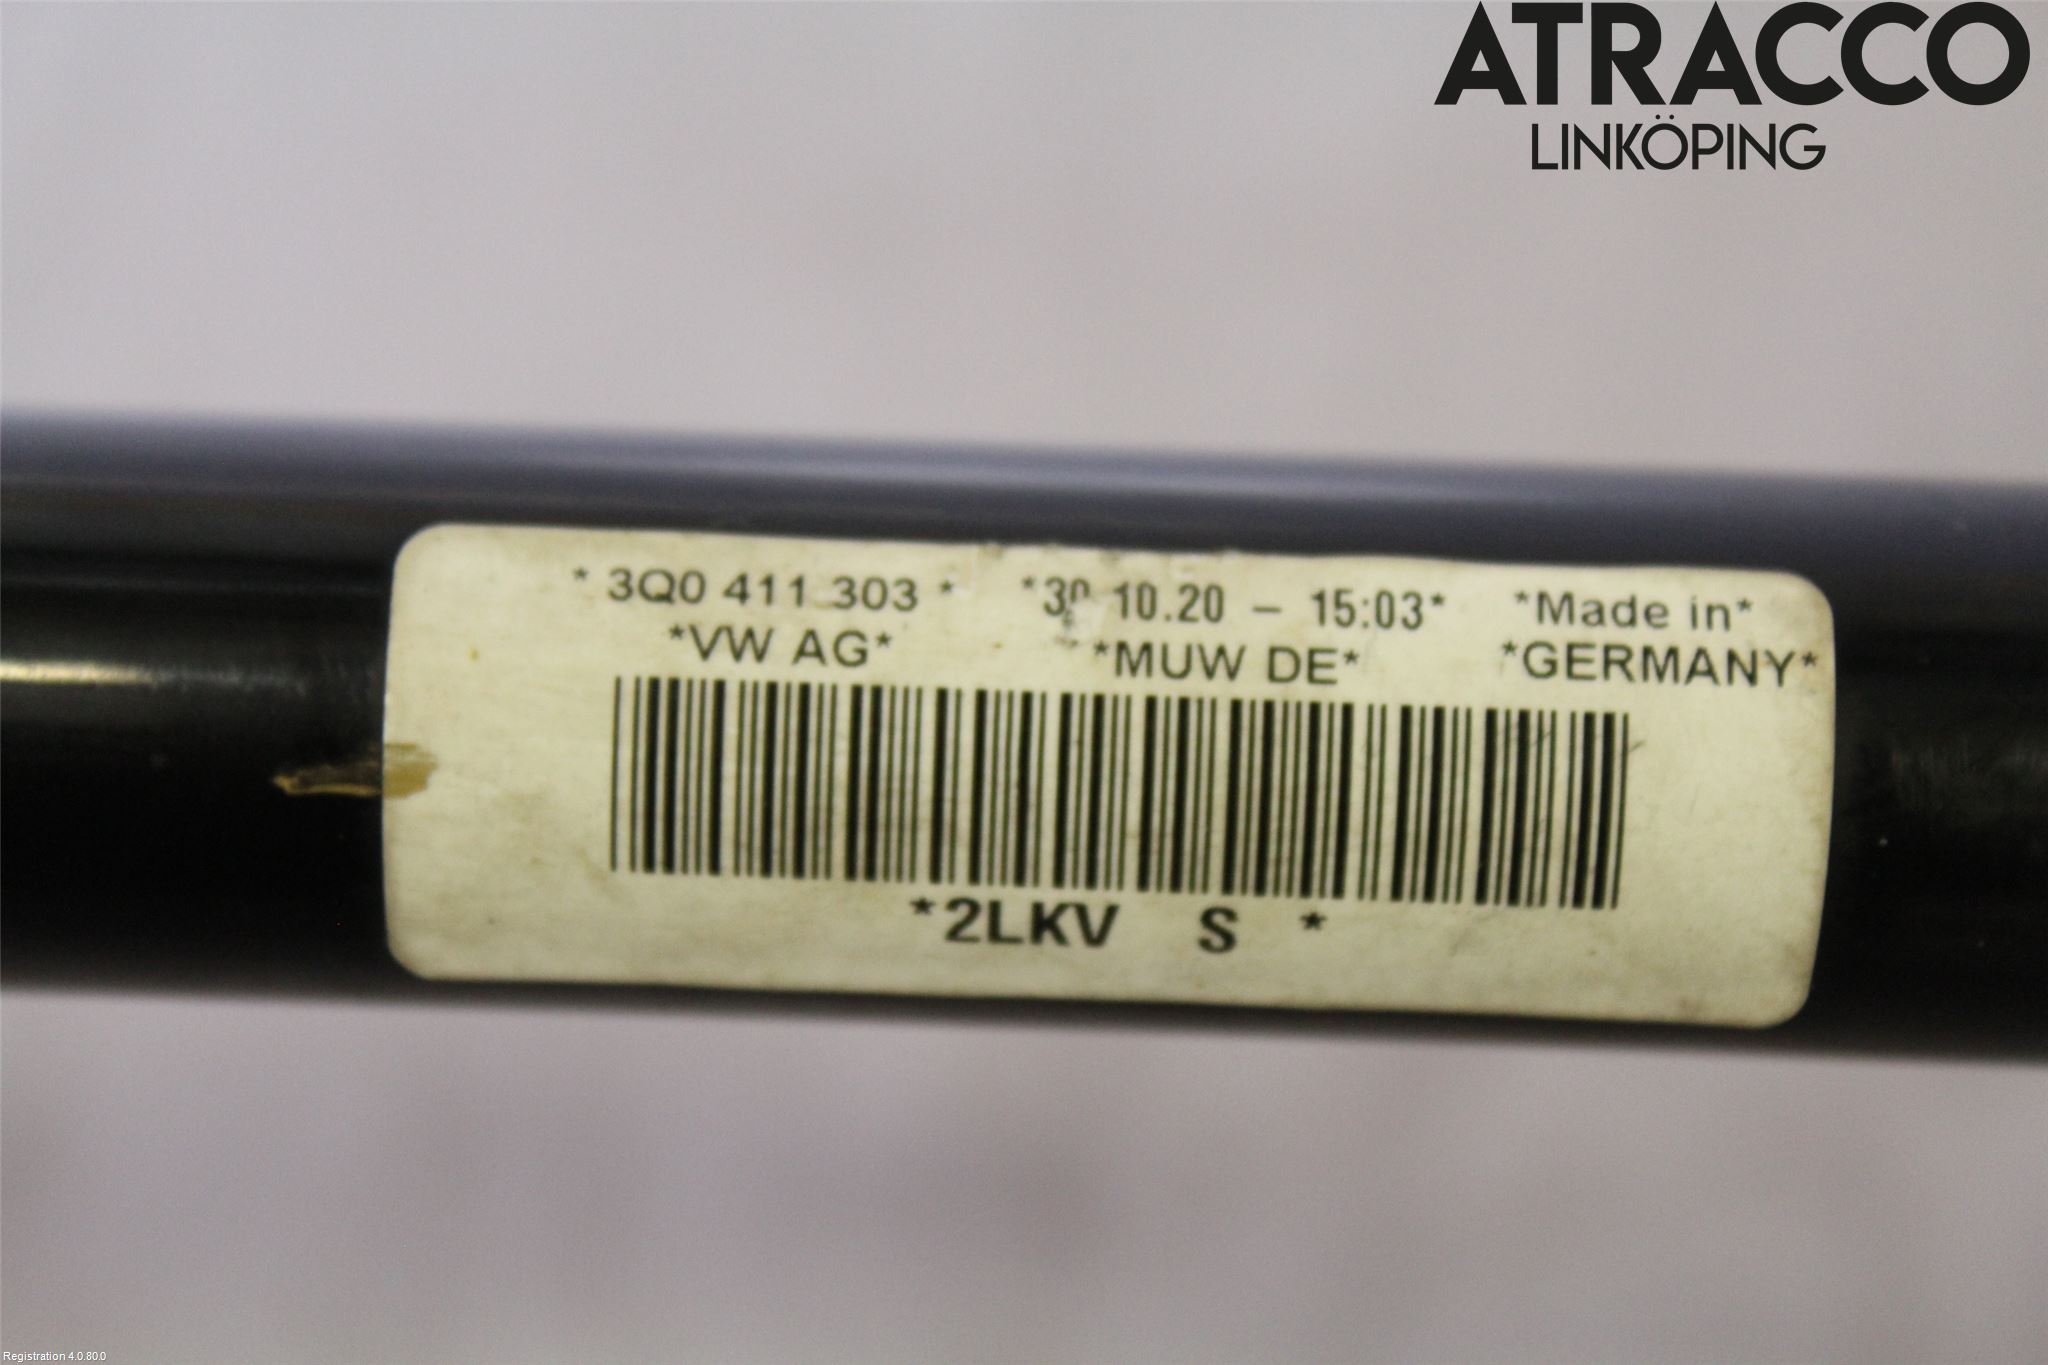 ATRACCO
LINKÖPING
* 3Q0 411 303 * *30.10.20 – 15:03* *Made in*
*VW AG* *MUW DE* *GERMANY*
*2LKV S *
Registration 4.0.80.0